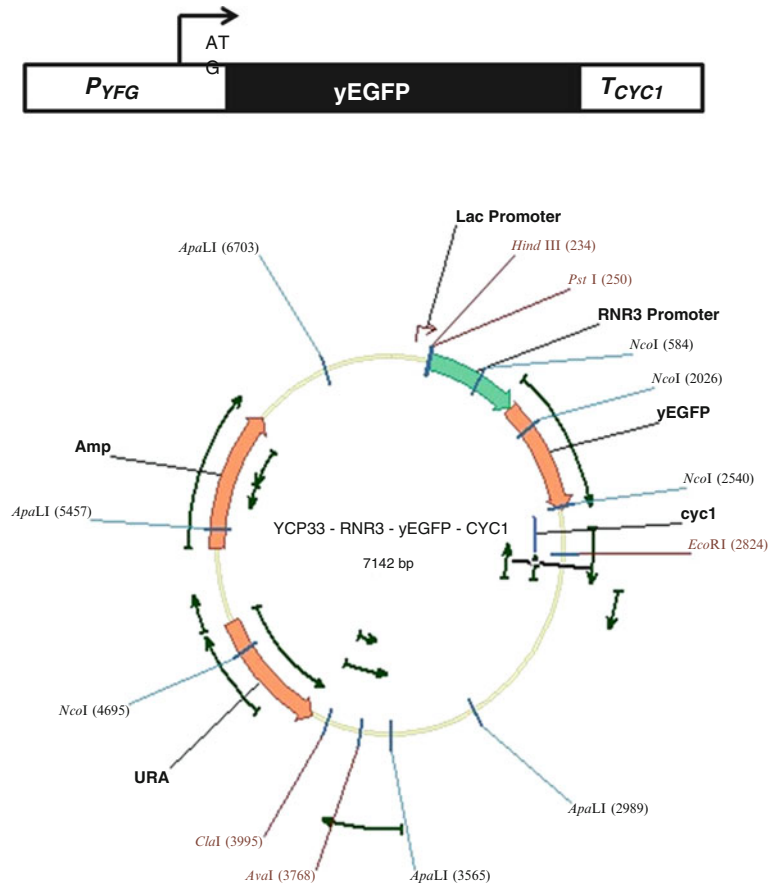 AT
G
PYFG
yEGFP
TCYC1
Lac Promoter
ApaLI (6703)
Hind III (234)
Pst I (250)
RNR3 Promoter
NcoI (584)
NcoI (2026)
yEGFP
Amp
NcoI (2540)
ApaLI (5457)
cyc1
YCP33 - RNR3 - yEGFP - CYC1
EcoRI (2824)
7142 bp
NcoI (4695)
URA
ApaLI (2989)
ClaI (3995)
AvaI (3768)
ApaLI (3565)